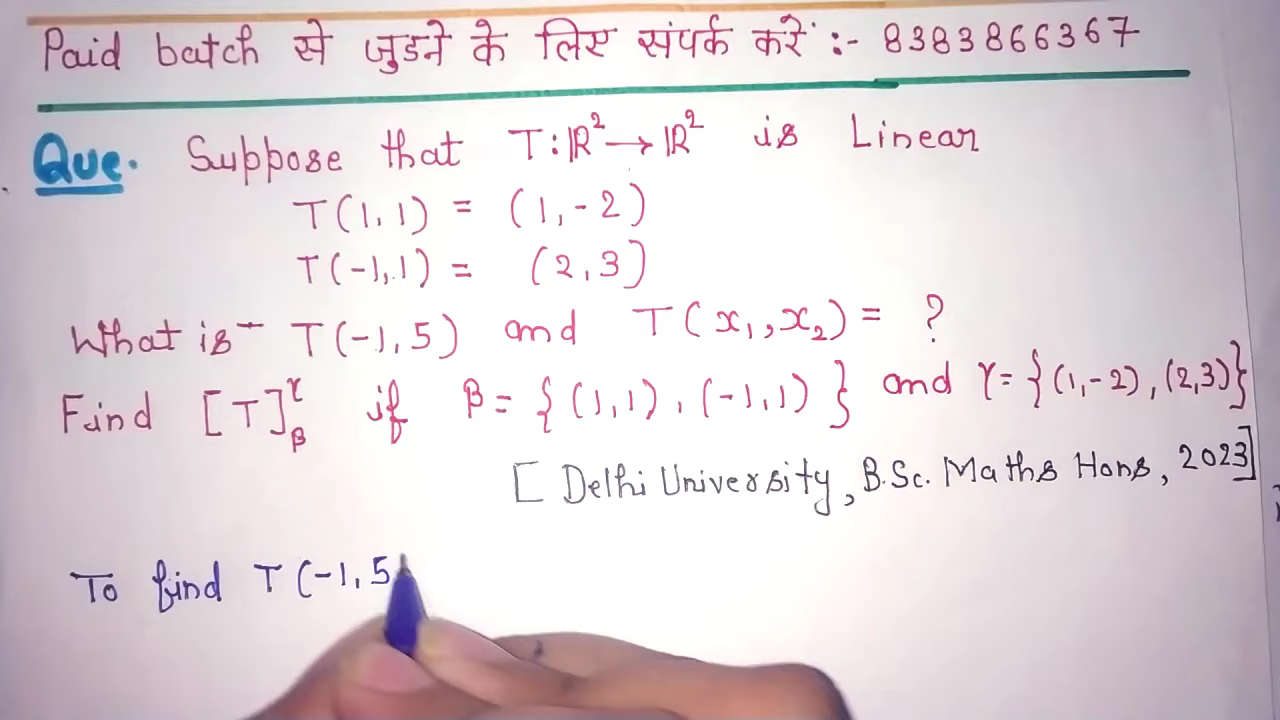 Paid batch से जुडने के लिए संपर्क करें :- 8383866367
Que. Suppose that T : ℝ² → ℝ² is Linear
T(1,1) = (1,-2)
T(-1,1) = (2,3)
What is T(-1,5) and T(x₁,x₂) = ?
Find [T]ᵞᵦ if β = {(1,1), (-1,1)} and γ = {(1,-2), (2,3)}
[Delhi University, B.Sc. Maths Hons, 2023]
To find T(-1,5